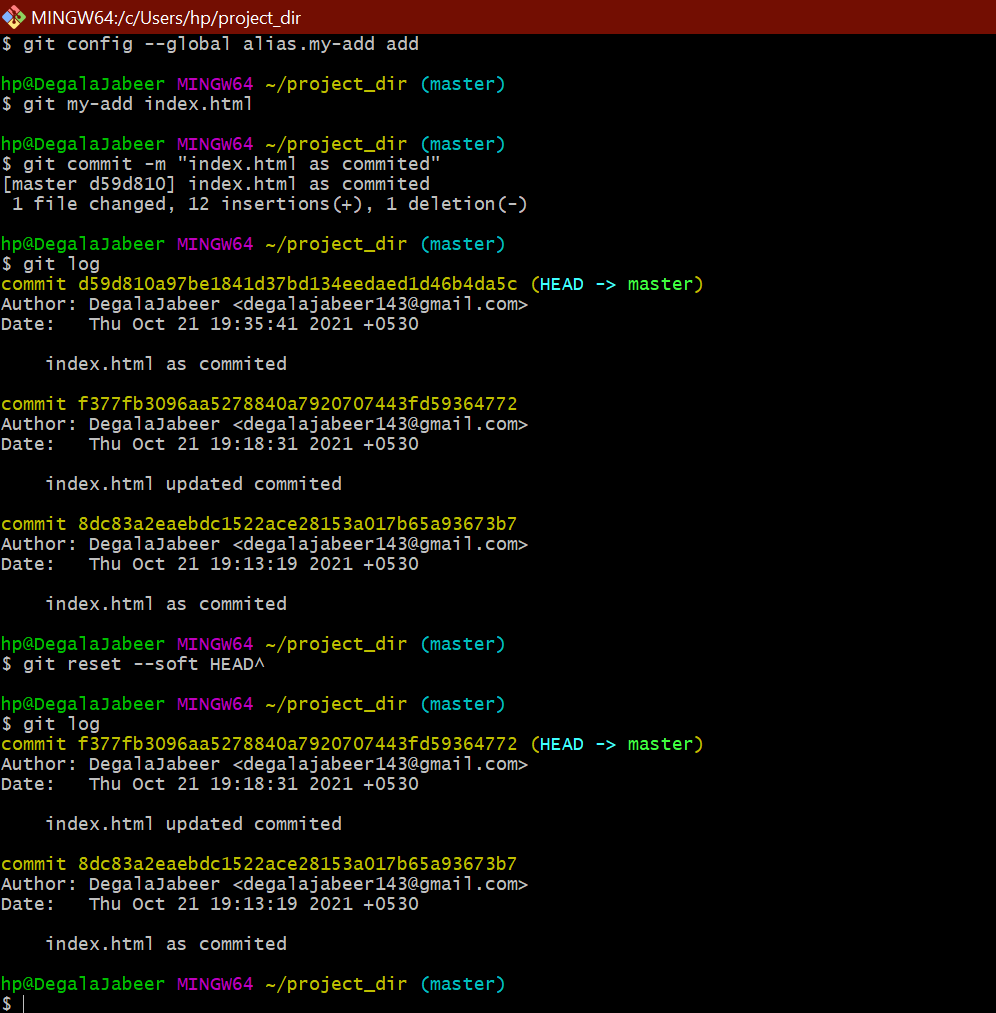 MINGW64:/c/Users/hp/project_dir
$ git config --global alias.my-add add
hp@DegalaJabeer MINGW64 ~/project_dir (master)
$ git my-add index.html
hp@DegalaJabeer MINGW64 ~/project_dir (master)
$ git commit -m "index.html as commited"
[master d59d810] index.html as commited
 1 file changed, 12 insertions(+), 1 deletion(-)
hp@DegalaJabeer MINGW64 ~/project_dir (master)
$ git log
commit d59d810a97be1841d37bd134eedaed1d46b4da5c (HEAD -> master)
Author: DegalaJabeer <degalajabeer143@gmail.com>
Date:   Thu Oct 21 19:35:41 2021 +0530
    index.html as commited
commit f377fb3096aa5278840a7920707443fd59364772
Author: DegalaJabeer <degalajabeer143@gmail.com>
Date:   Thu Oct 21 19:18:31 2021 +0530
    index.html updated commited
commit 8dc83a2eaebdc1522ace28153a017b65a93673b7
Author: DegalaJabeer <degalajabeer143@gmail.com>
Date:   Thu Oct 21 19:13:19 2021 +0530
    index.html as commited
hp@DegalaJabeer MINGW64 ~/project_dir (master)
$ git reset --soft HEAD^
hp@DegalaJabeer MINGW64 ~/project_dir (master)
$ git log
commit f377fb3096aa5278840a7920707443fd59364772 (HEAD -> master)
Author: DegalaJabeer <degalajabeer143@gmail.com>
Date:   Thu Oct 21 19:18:31 2021 +0530
    index.html updated commited
commit 8dc83a2eaebdc1522ace28153a017b65a93673b7
Author: DegalaJabeer <degalajabeer143@gmail.com>
Date:   Thu Oct 21 19:13:19 2021 +0530
    index.html as commited
hp@DegalaJabeer MINGW64 ~/project_dir (master)
$